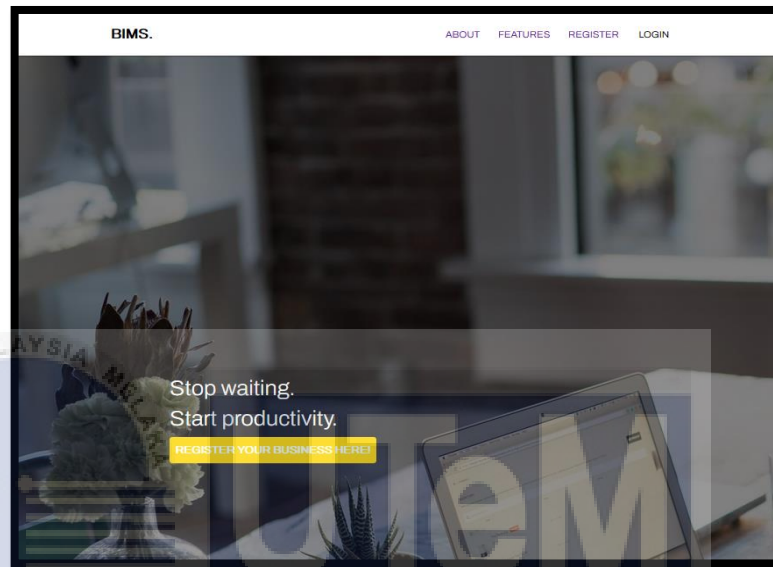 BIMS.
ABOUT FEATURES REGISTER LOGIN
Stop waiting.
Start productivity.
REGISTER YOUR BUSINESS HERE!
UTeM